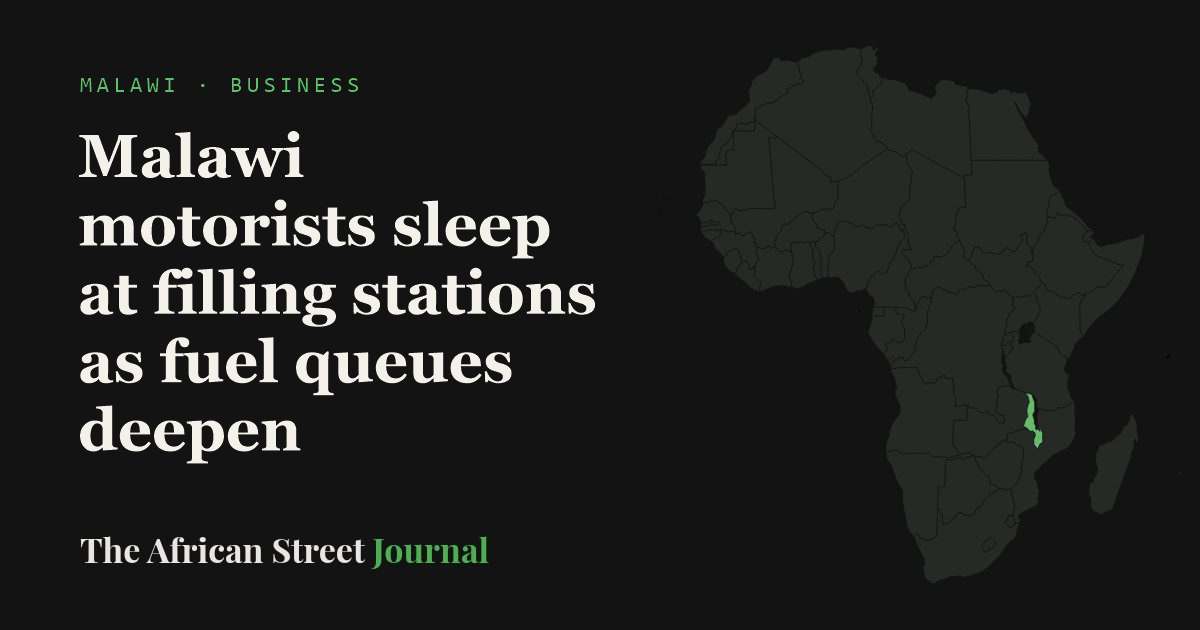 MALAWI · BUSINESS
Malawi
motorists sleep
at filling stations
as fuel queues
deepen
The African Street Journal